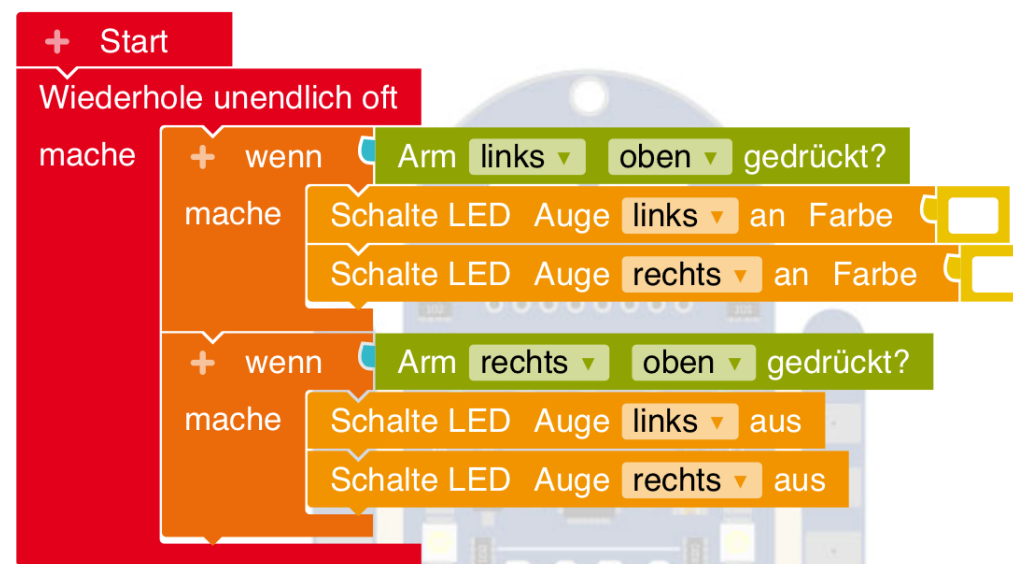 + Start
Wiederhole unendlich oft
mache + wenn Arm links ▾ oben ▾ gedrückt?
mache Schalte LED Auge links ▾ an Farbe
Schalte LED Auge rechts ▾ an Farbe
+ wenn Arm rechts ▾ oben ▾ gedrückt?
mache Schalte LED Auge links ▾ aus
Schalte LED Auge rechts ▾ aus